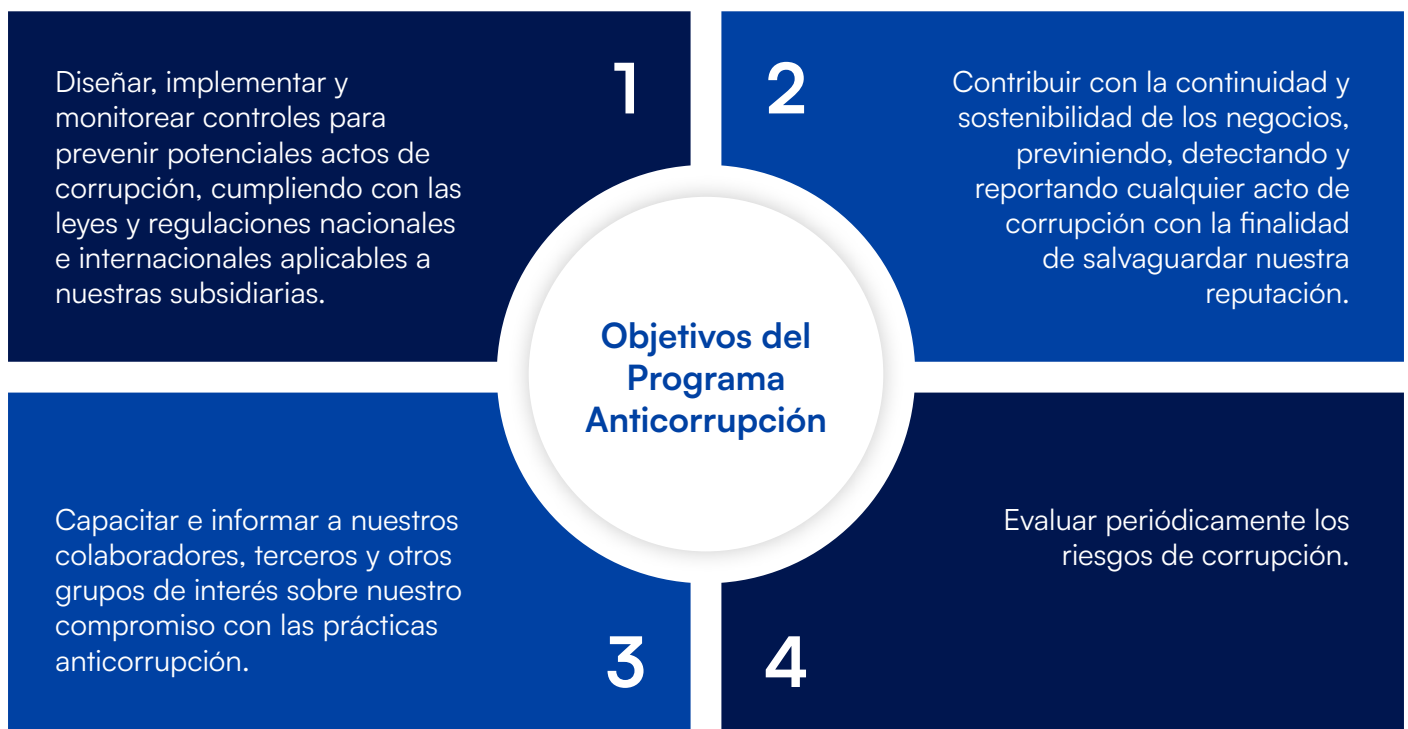 1
Diseñar, implementar y
monitorear controles para
prevenir potenciales actos de
corrupción, cumpliendo con las
leyes y regulaciones nacionales
e internacionales aplicables a
nuestras subsidiarias.
2
Contribuir con la continuidad y
sostenibilidad de los negocios,
previniendo, detectando y
reportando cualquier acto de
corrupción con la finalidad
de salvaguardar nuestra
reputación.
Objetivos del
Programa
Anticorrupción
Capacitar e informar a nuestros
colaboradores, terceros y otros
grupos de interés sobre nuestro
compromiso con las prácticas
anticorrupción.
3
Evaluar periódicamente los
riesgos de corrupción.
4